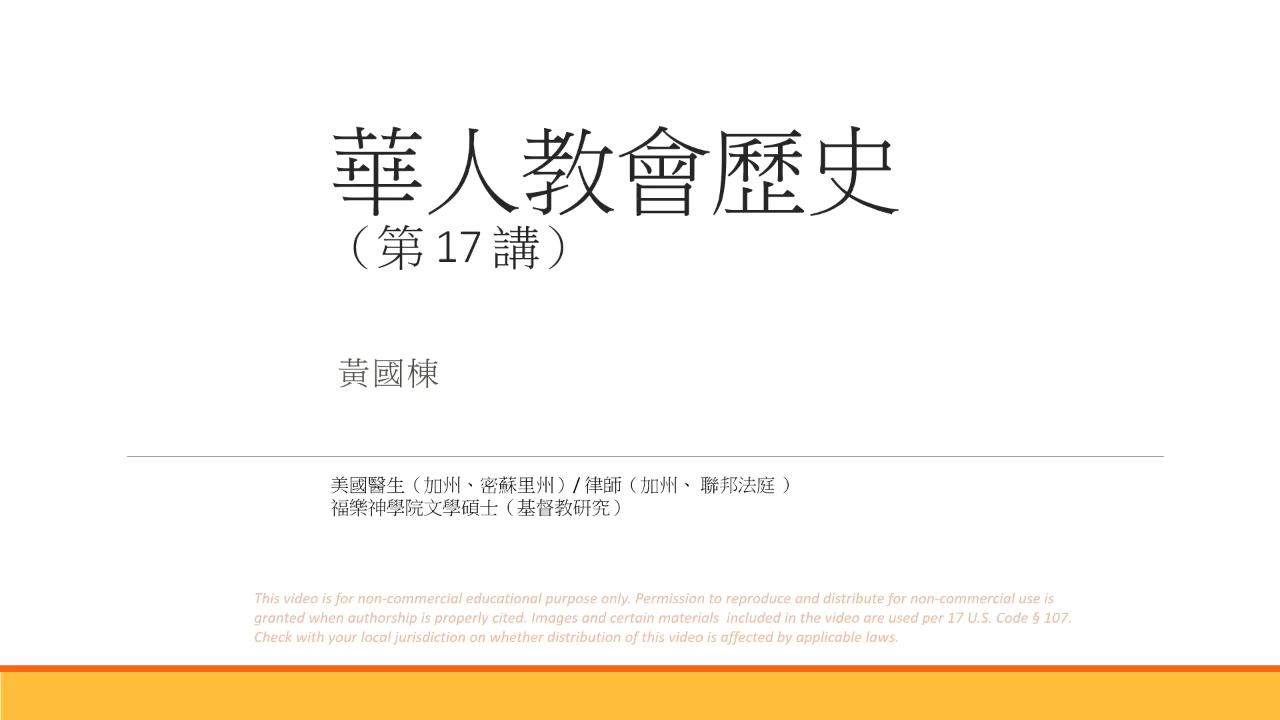 華人教會歷史
（第 17 講）
黃國棟
美國醫生（加州、密蘇里州）/ 律師（加州、 聯邦法庭 ）
福樂神學院文學碩士（基督教研究）
This video is for non-commercial educational purpose only. Permission to reproduce and distribute for non-commercial use is
granted when authorship is properly cited. Images and certain materials  included in the video are used per 17 U.S. Code § 107.
Check with your local jurisdiction on whether distribution of this video is affected by applicable laws.